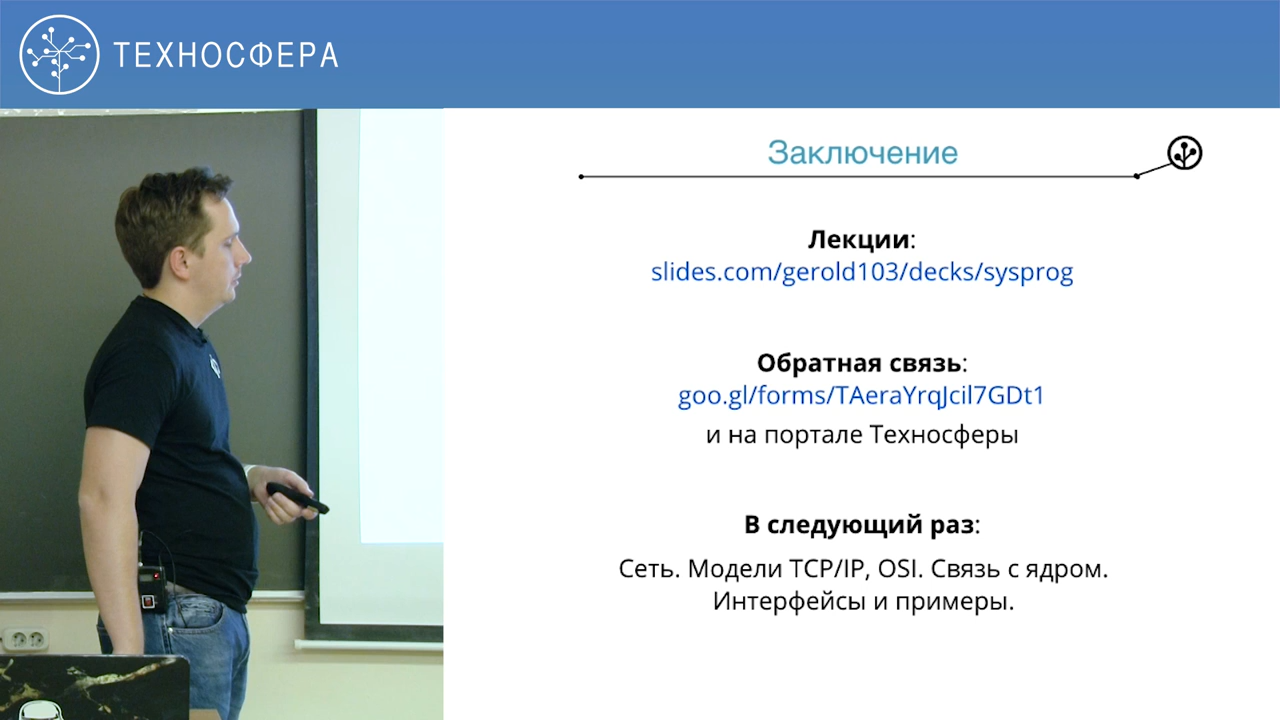 ТЕХНОСФЕРА
Заключение
Лекции:
slides.com/gerold103/decks/sysprog
Обратная связь:
goo.gl/forms/TAeraYrqJcil7GDt1
и на портале Техносферы
В следующий раз:
Сеть. Модели TCP/IP, OSI. Связь с ядром.
Интерфейсы и примеры.